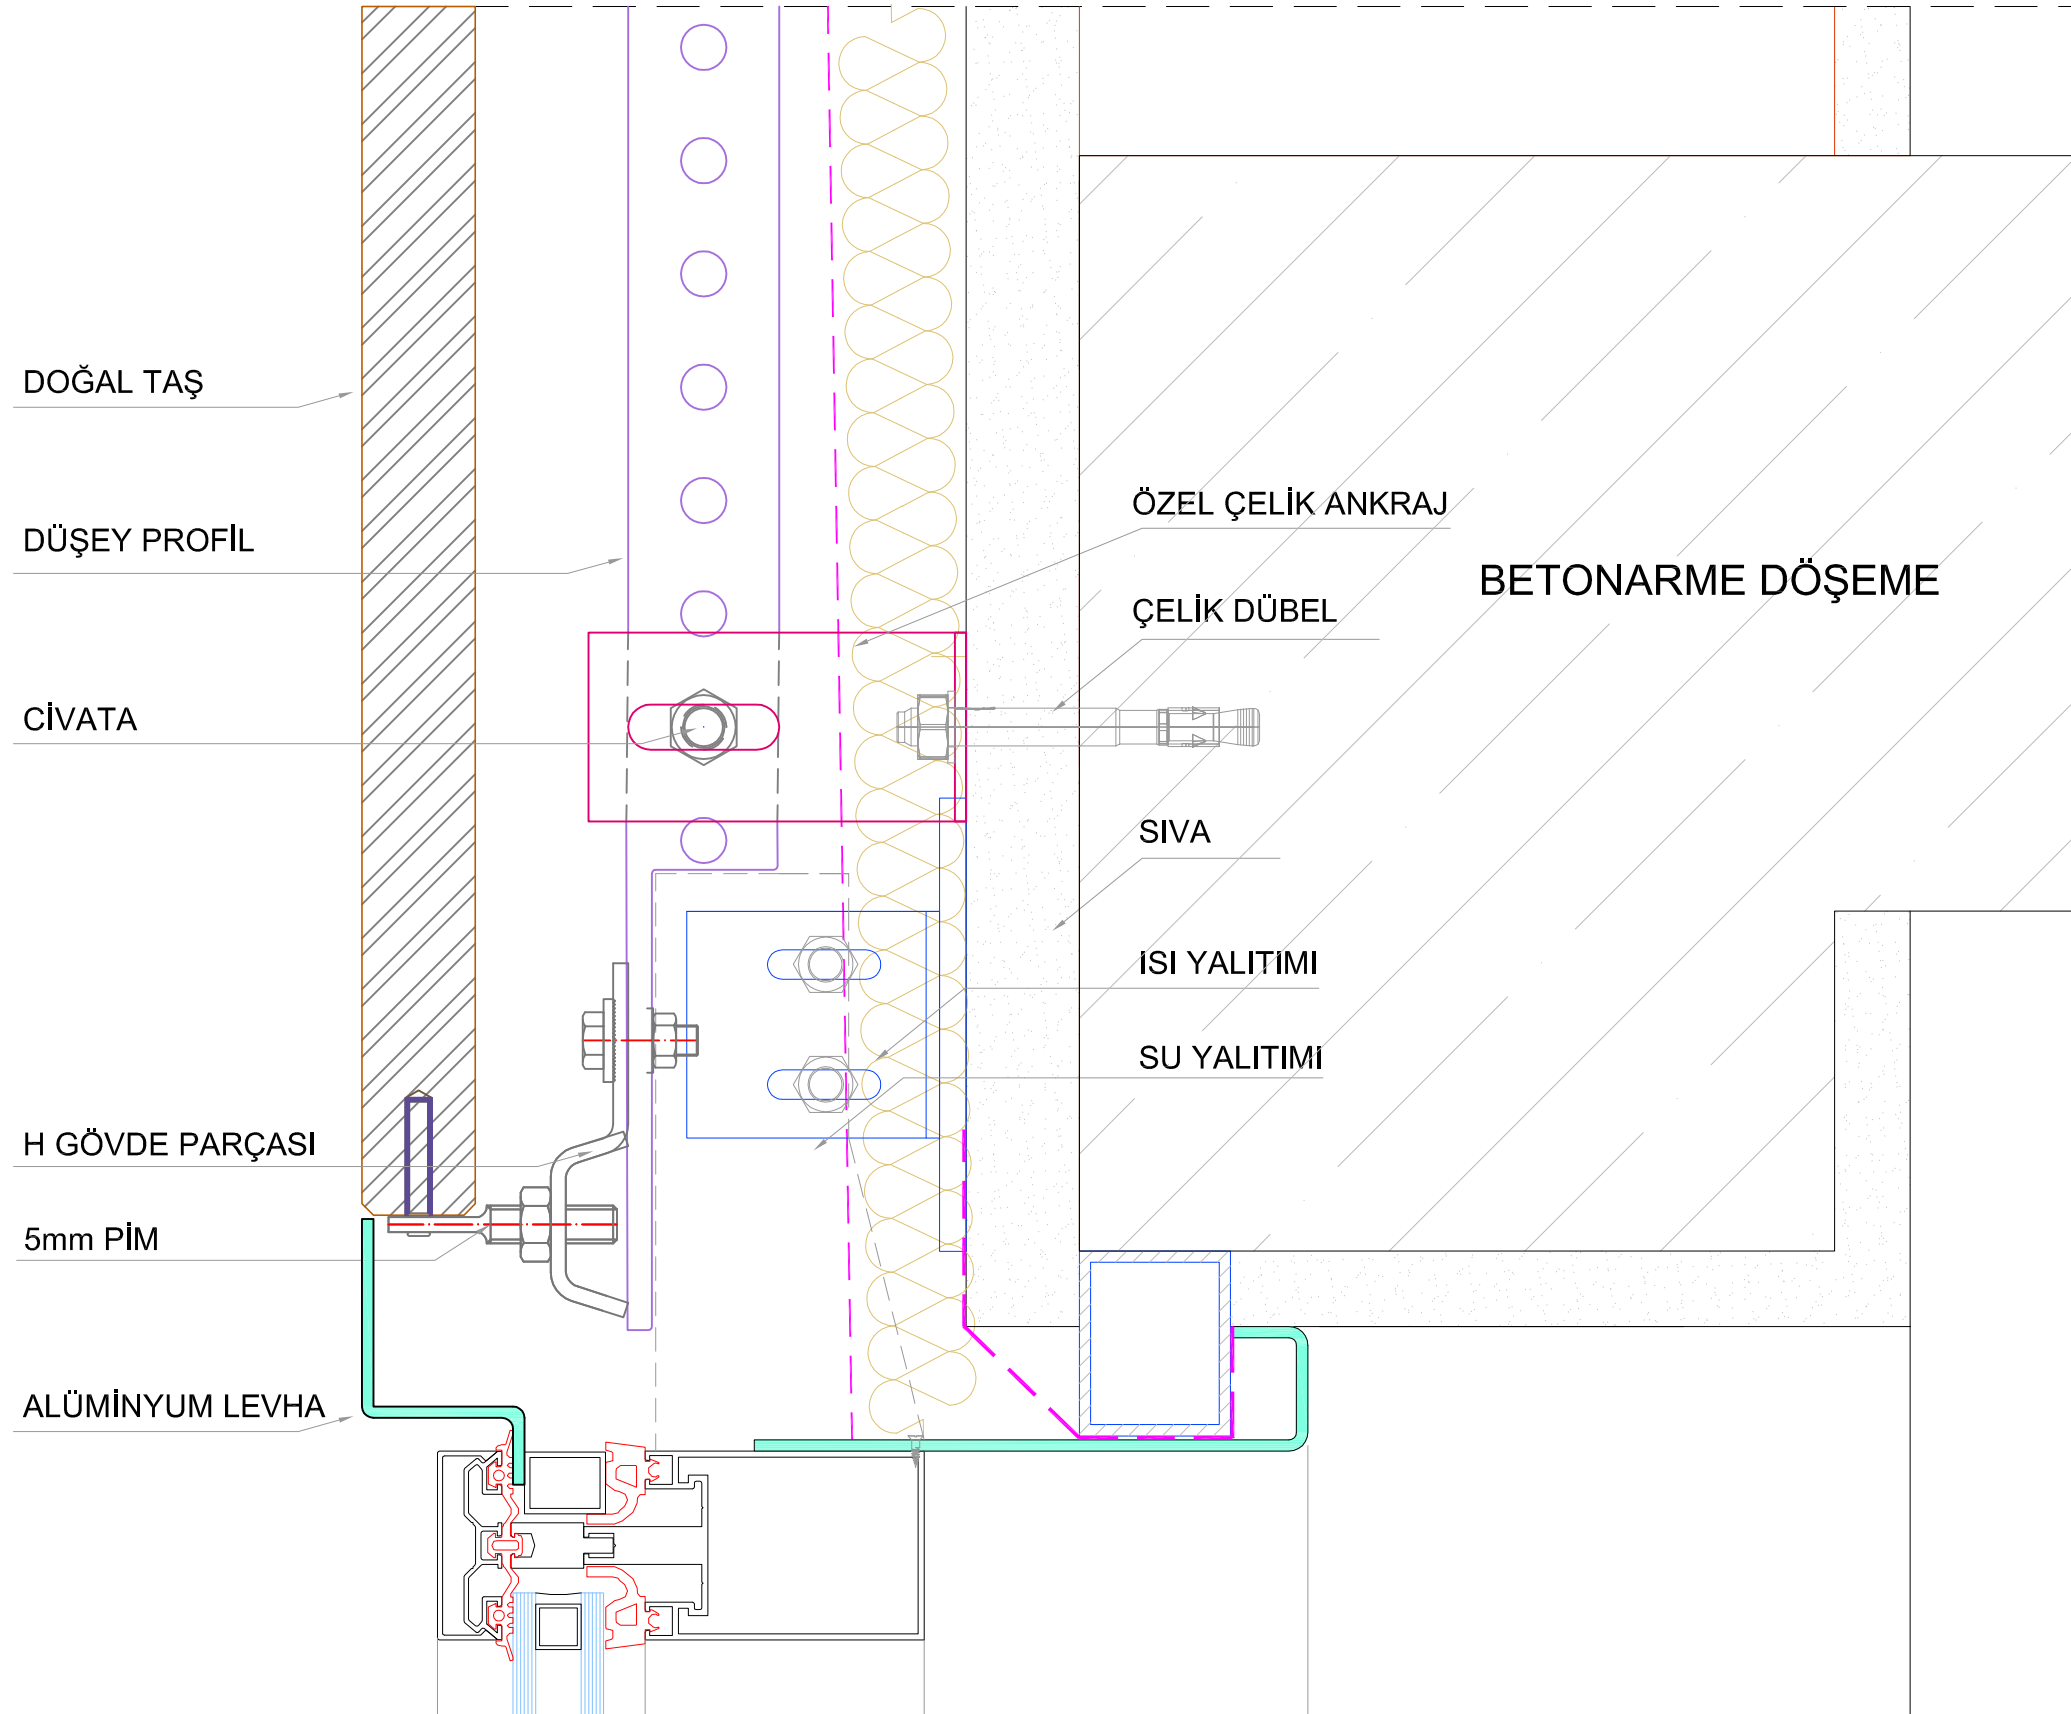 DOĞAL TAŞ
DÜŞEY PROFİL
CİVATA
H GÖVDE PARÇASI
5mm PİM
ALÜMİNYUM LEVHA
ÖZEL ÇELİK ANKRAJ
ÇELİK DÜBEL
BETONARME DÖŞEME
SIVA
ISI YALITIMI
SU YALITIMI